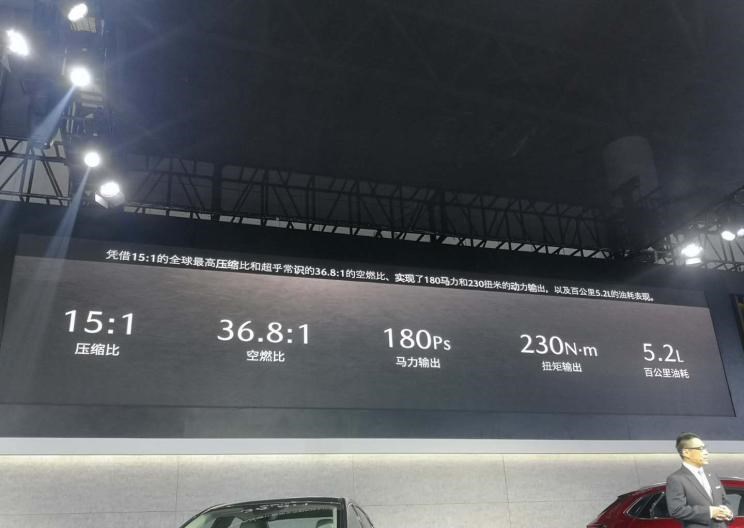 凭借15:1的全球最高压缩比和超乎常识的36.8:1的空燃比、实现了180马力和230扭米的动力输出，以及百公里5.2L的油耗表现。
15:1
压缩比
36.8:1
空燃比
180Ps
马力输出
230N·m
扭矩输出
5.2L
百公里油耗